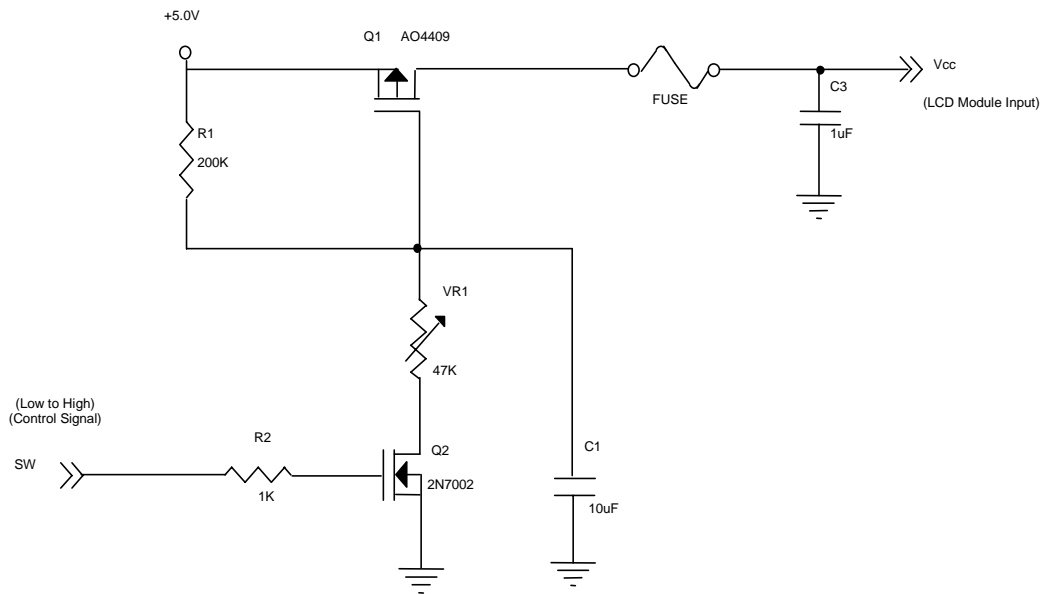 +5.0V
Q1 AO4409
Vcc
FUSE
C3
(LCD Module Input)
1uF
R1
200K
VR1
47K
(Low to High)
(Control Signal)
SW
R2
1K
Q2
2N7002
C1
10uF